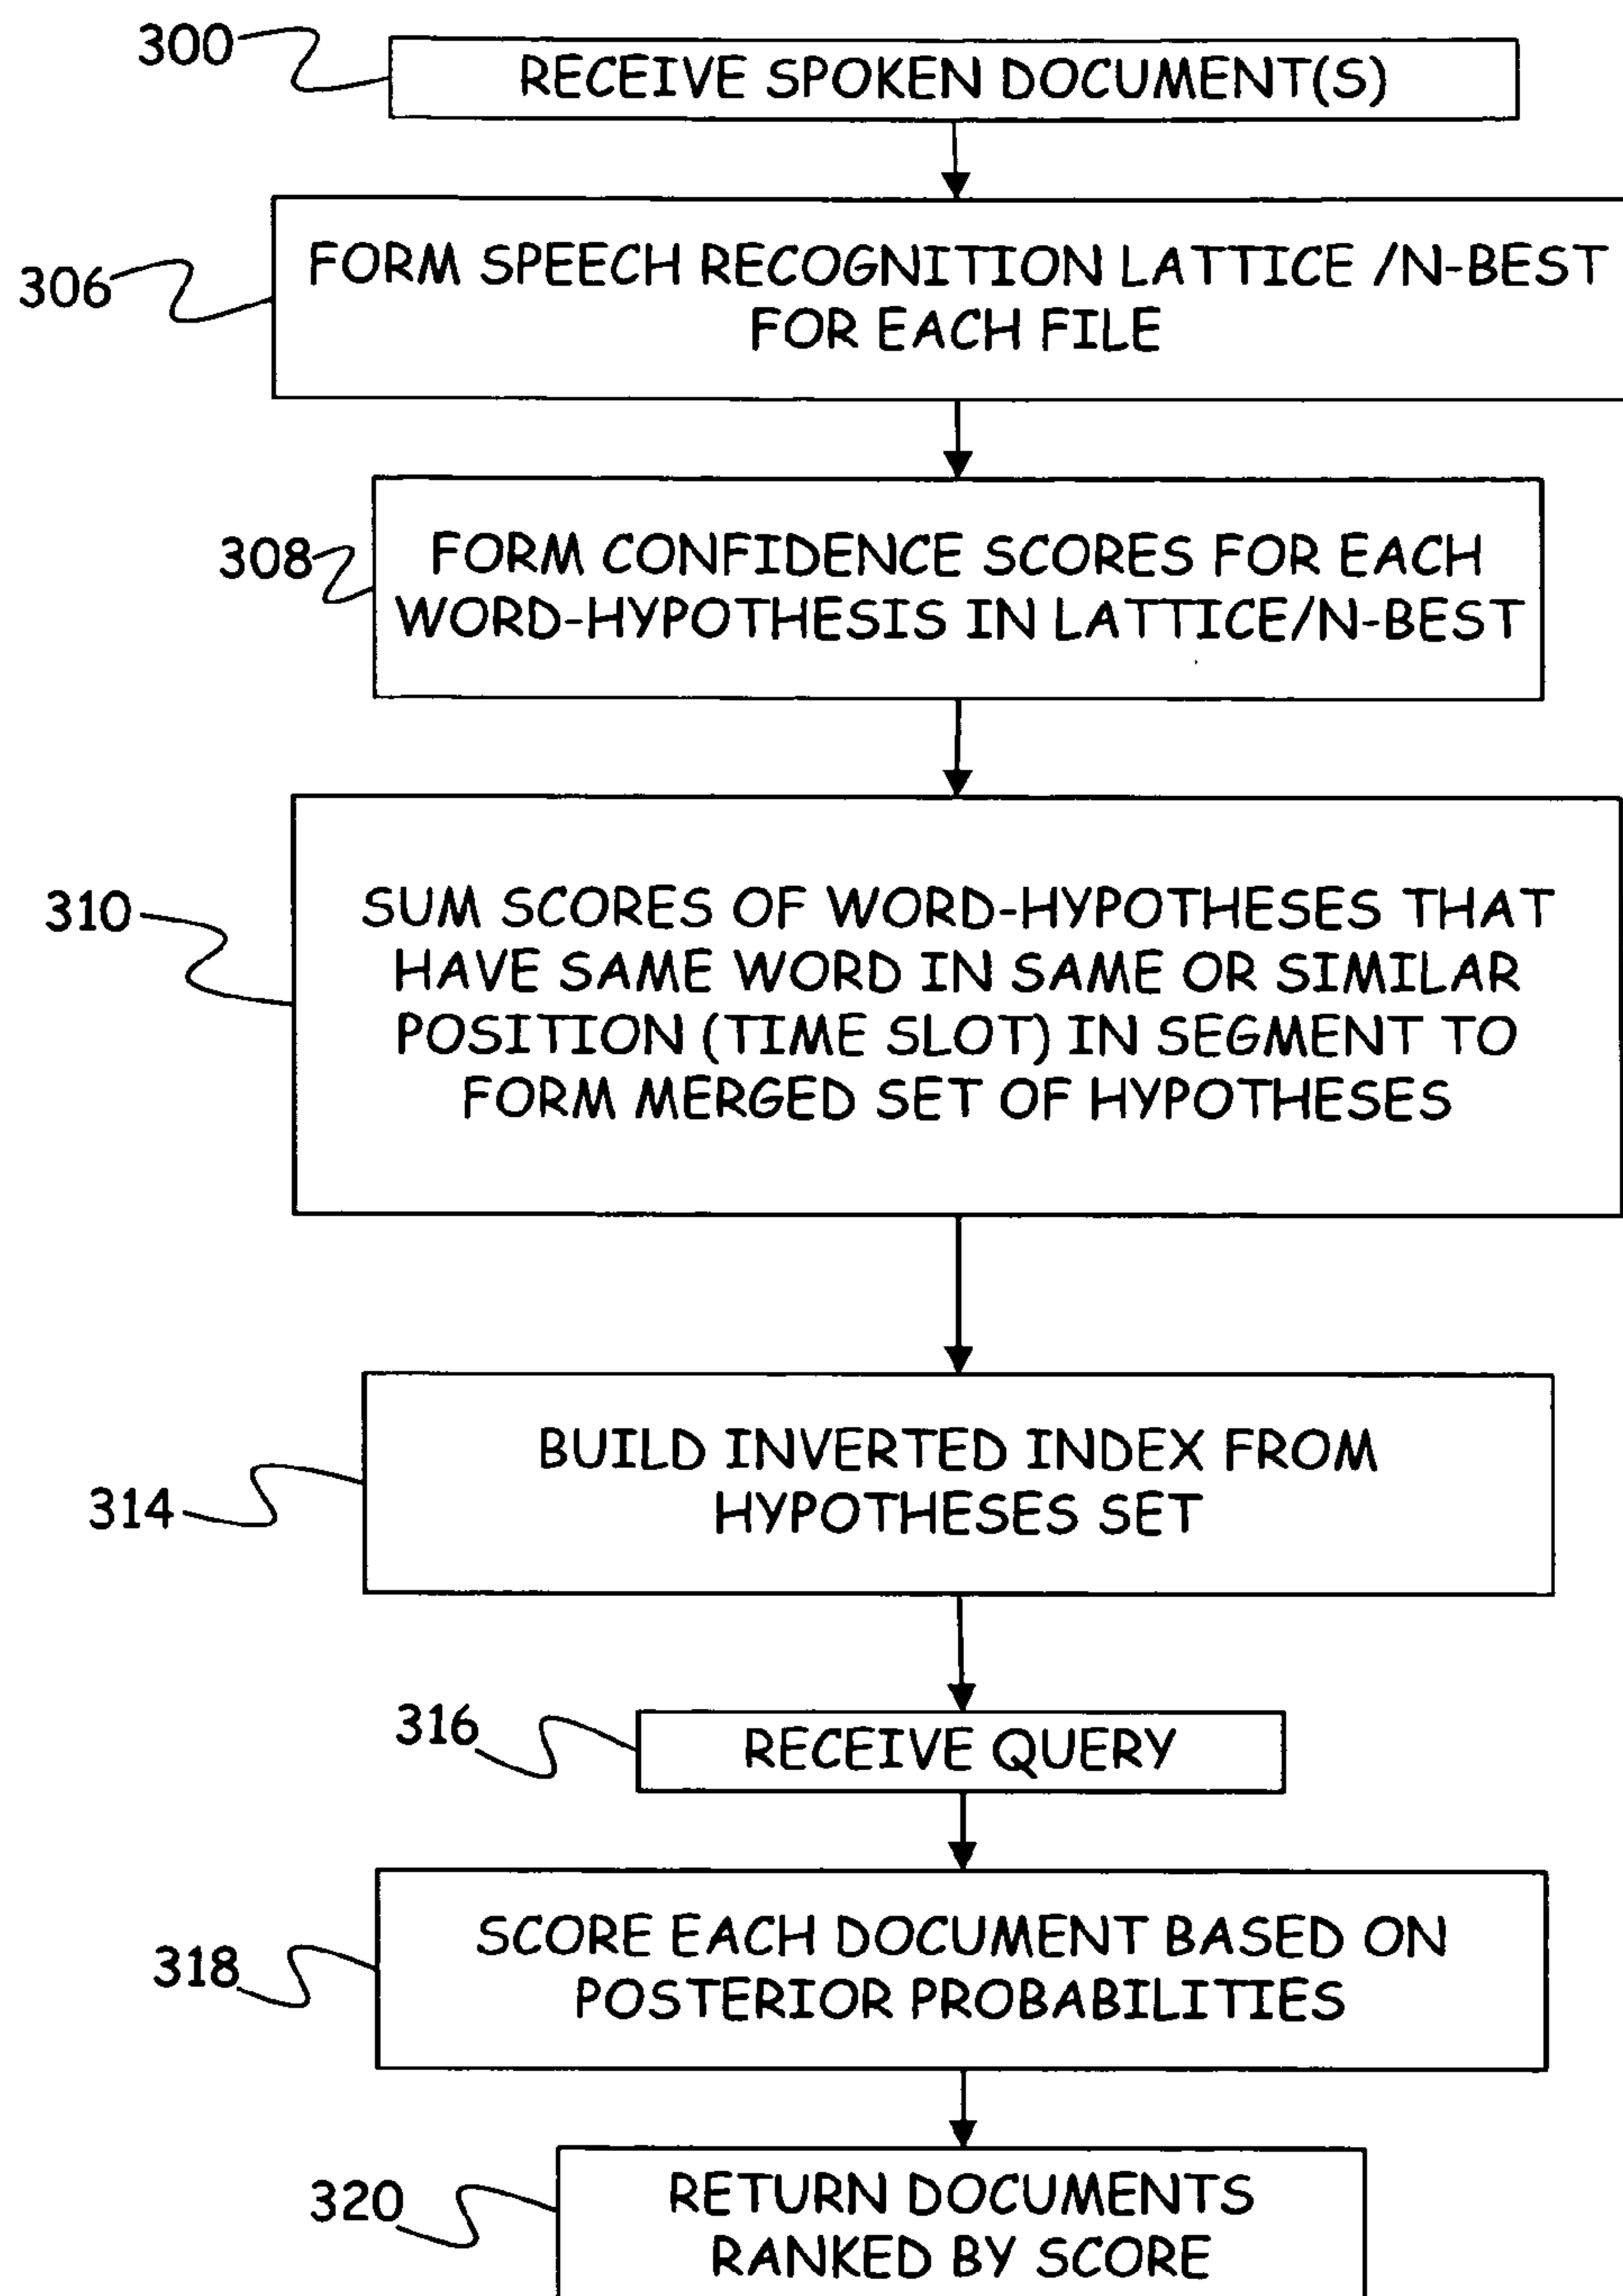 300
RECEIVE SPOKEN DOCUMENT(S)
306
FORM SPEECH RECOGNITION LATTICE /N-BEST
FOR EACH FILE
308
FORM CONFIDENCE SCORES FOR EACH
WORD-HYPOTHESIS IN LATTICE/N-BEST
310
SUM SCORES OF WORD-HYPOTHESES THAT
HAVE SAME WORD IN SAME OR SIMILAR
POSITION (TIME SLOT) IN SEGMENT TO
FORM MERGED SET OF HYPOTHESES
314
BUILD INVERTED INDEX FROM
HYPOTHESES SET
316
RECEIVE QUERY
318
SCORE EACH DOCUMENT BASED ON
POSTERIOR PROBABILITIES
320
RETURN DOCUMENTS
RANKED BY SCORE